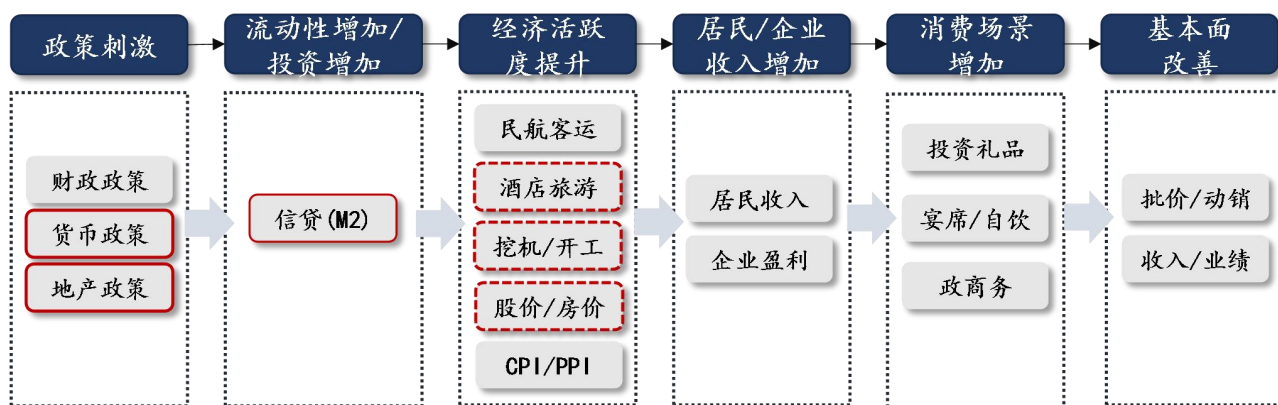 政策刺激
流动性增加/
投资增加
经济活跃
度提升
居民/企业
收入增加
消费场景
增加
基本面
改善
财政政策
货币政策
地产政策
信贷(M2)
民航客运
酒店旅游
挖机/开工
股价/房价
CPI/PPI
居民收入
企业盈利
投资礼品
宴席/自饮
政商务
批价/动销
收入/业绩